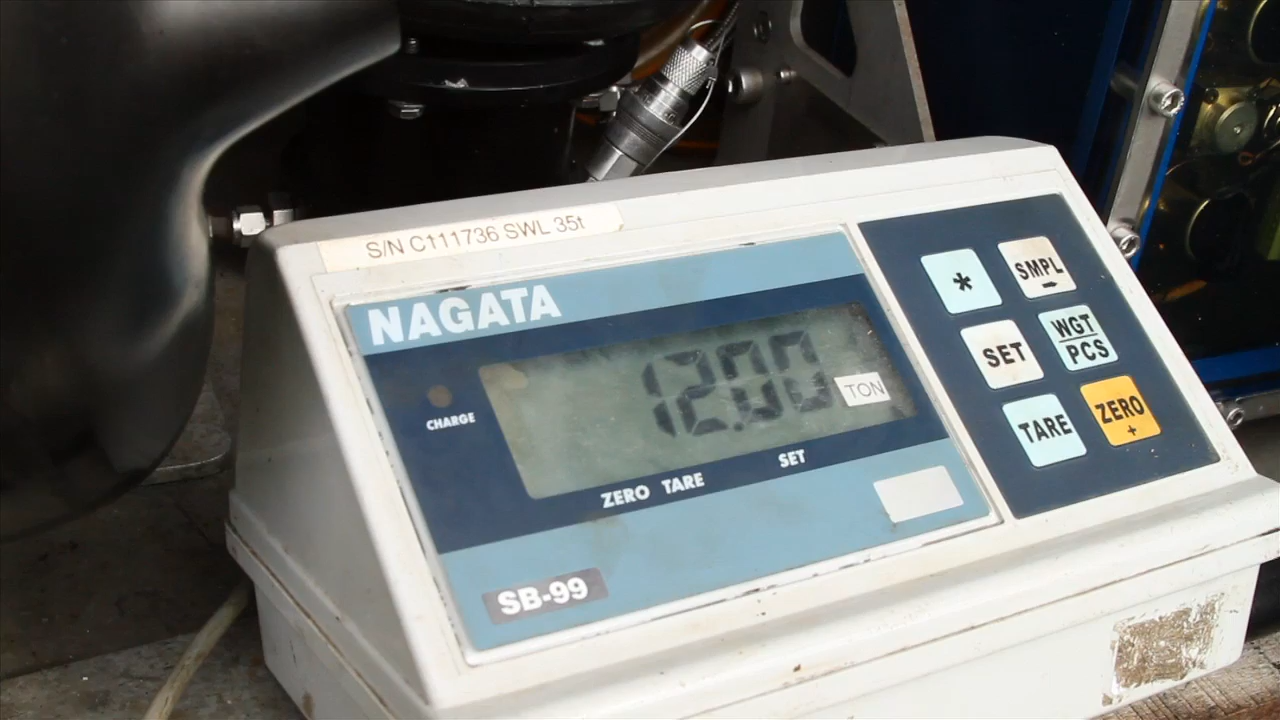 S/N C111736 SWL 35t
NAGATA
12.00
TON
CHARGE
ZERO TARE SET
SB-99
*
SMPL
-
SET
WGT
PCS
TARE
ZERO
+